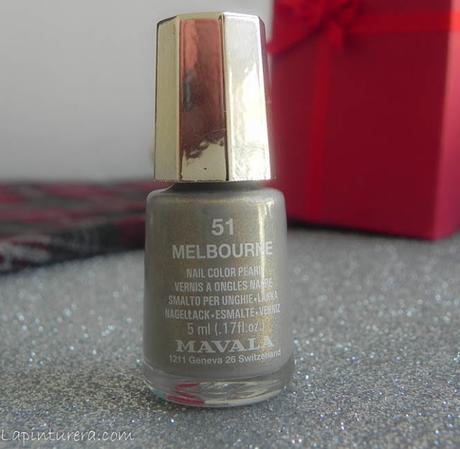 51
MELBOURNE
NAIL COLOR PEARL
VERNIS A ONGLES NACRE
SMALTO PER UNGHIE•LAKKA
NAGELLACK•ESMALTE•VERNIZ
5 ml (.17fl.oz.)
MAVALA
1211 Geneva 26 Switzerland
Lapinturera.com